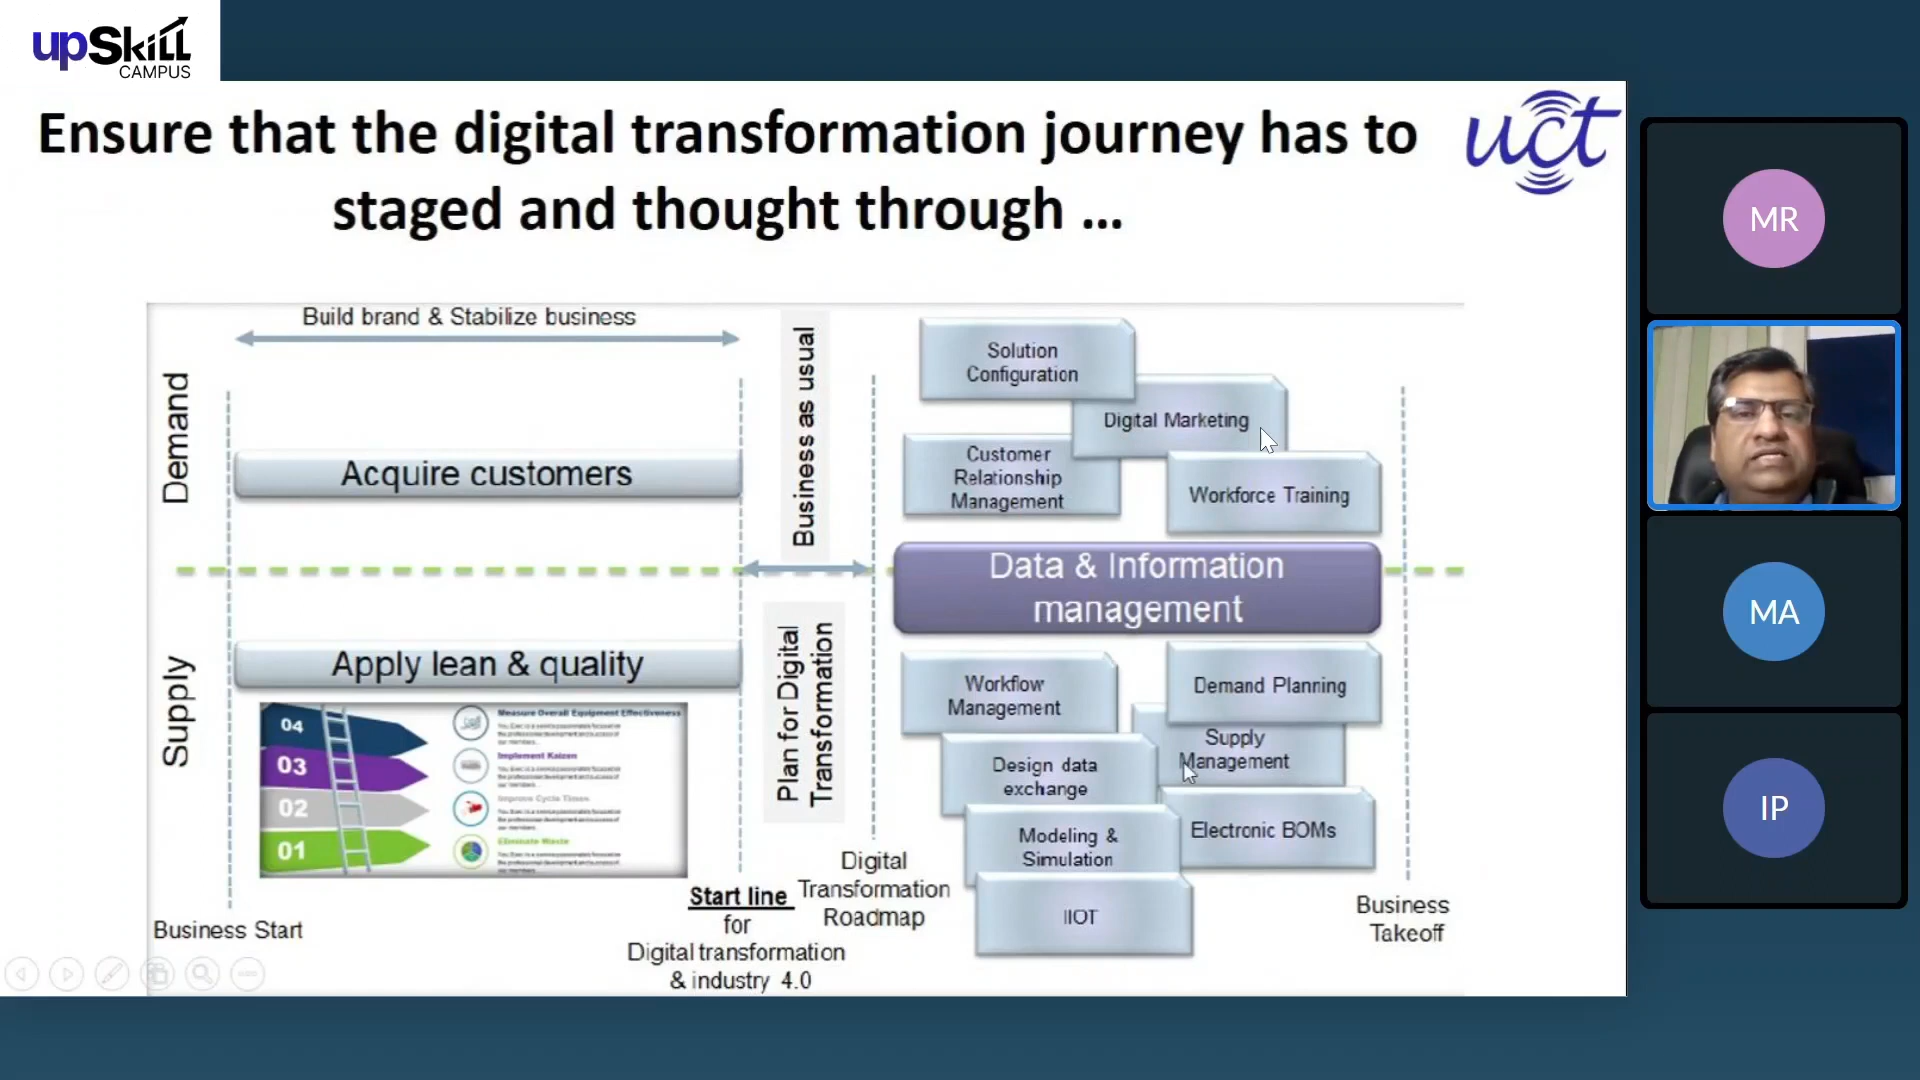 upSkill
CAMPUS
Ensure that the digital transformation journey has to
staged and thought through ...
uct
Build brand & Stabilize business
Demand
Acquire customers
Business as usual
Solution
Configuration
Digital Marketing
Customer
Relationship
Management
Workforce Training
Data & Information
management
Supply
Apply lean & quality
04
Measure Overall Equipment Effectiveness
03
Implement Kaizen
02
Improve Cycle Times
01
Eliminate Waste
Plan for Digital
Transformation
Workflow
Management
Demand Planning
Supply
Management
Design data
exchange
Modeling &
Simulation
Electronic BOMs
IIOT
Business Start
Start line
for
Digital transformation
& industry 4.0
Digital
Transformation
Roadmap
Business
Takeoff
MR
MA
IP